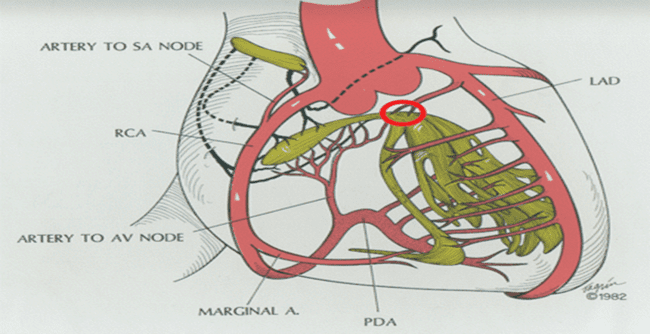 ARTERY TO SA NODE
LAD
RCA
ARTERY TO AV NODE
MARGINAL A.
PDA
©1982